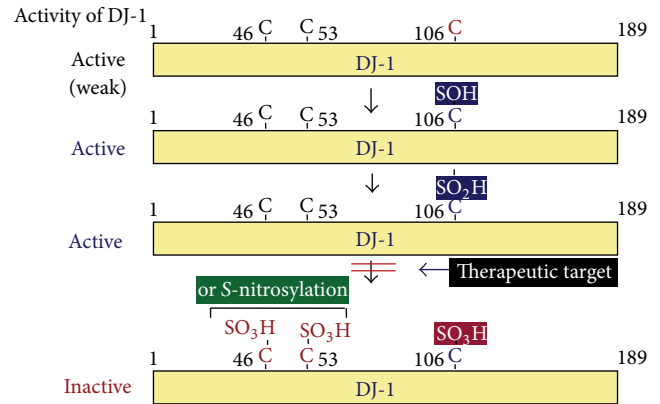 Activity of DJ-1
1 46 C C 53 106 C 189
Active
(weak)
DJ-1
SOH
1 46 C C 53 106 C 189
Active
DJ-1
SO2H
1 46 C C 53 106 C 189
Active
DJ-1
Therapeutic target
or S-nitrosylation
SO3H SO3H SO3H
1 46 C C 53 106 C 189
Inactive
DJ-1